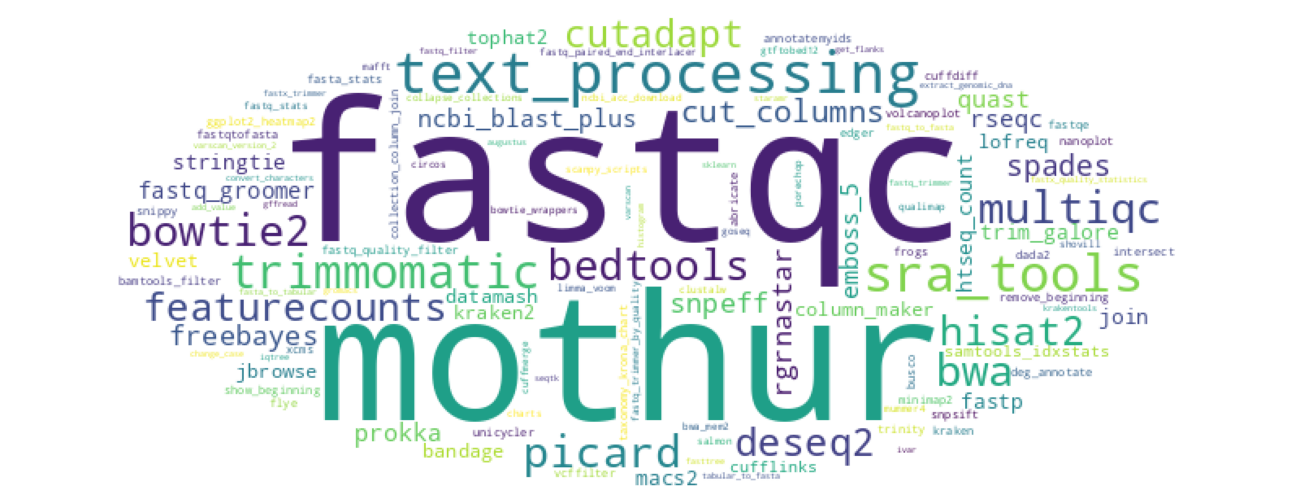 cutadapt
annotatemyids
tophat2
fastq_filter
fastq_paired_end_interlacer
gtftobed12
get_flanks
mafft
text_processing
cuffdiff
fasta_stats
extract_genomic_dna
fastx_trimmer
collapse_collections
ncbi_acc_download
staramr
quast
fastq_stats
cut_columns
volcanoplot
rseqc
ggplot2_heatmap2
ncbi_blast_plus
fastqe
fastq_to_fasta
fastqtofasta
edger
lofreq
nanoplot
varscan_version_2
augustus
collection_column_join
fastqc
stringtie
circos
scanpy_scripts
sklearn
spades
convert_characters
porechop
htseq_count
fastx_quality_statistics
fastq_groomer
varscan
abricate
fastq_trimmer
add_value
gffread
snippy
bowtie_wrappers
histogram
qualimap
multiqc
bowtie2
goseq
emboss_5
trim_galore
fastq_quality_filter
frogs
shovill
dada2
intersect
velvet
trimmomatic
bedtools
sra_tools
bamtools_filter
fasta_to_tabular
limma_voom
clustalw
rgrnastar
remove_beginning
featurecounts
datamash
kraken2
snpeff
column_maker
krakentools
join
freebayes
mothur
hisat2
change_case
iqtree
xcms
taxonomy_krona_chart
fastq_trimmer_by_quality
samtools_idxstats
jbrowse
cuffmerge
seqtk
busco
bwa
deg_annotate
show_beginning
flye
minimap2
fastp
charts
mummer4
snpsift
prokka
unicycler
bwa_mem2
trinity
kraken
bandage
picard
salmon
deseq2
ivar
fasttree
cufflinks
vcffilter
macs2
tabular_to_fasta